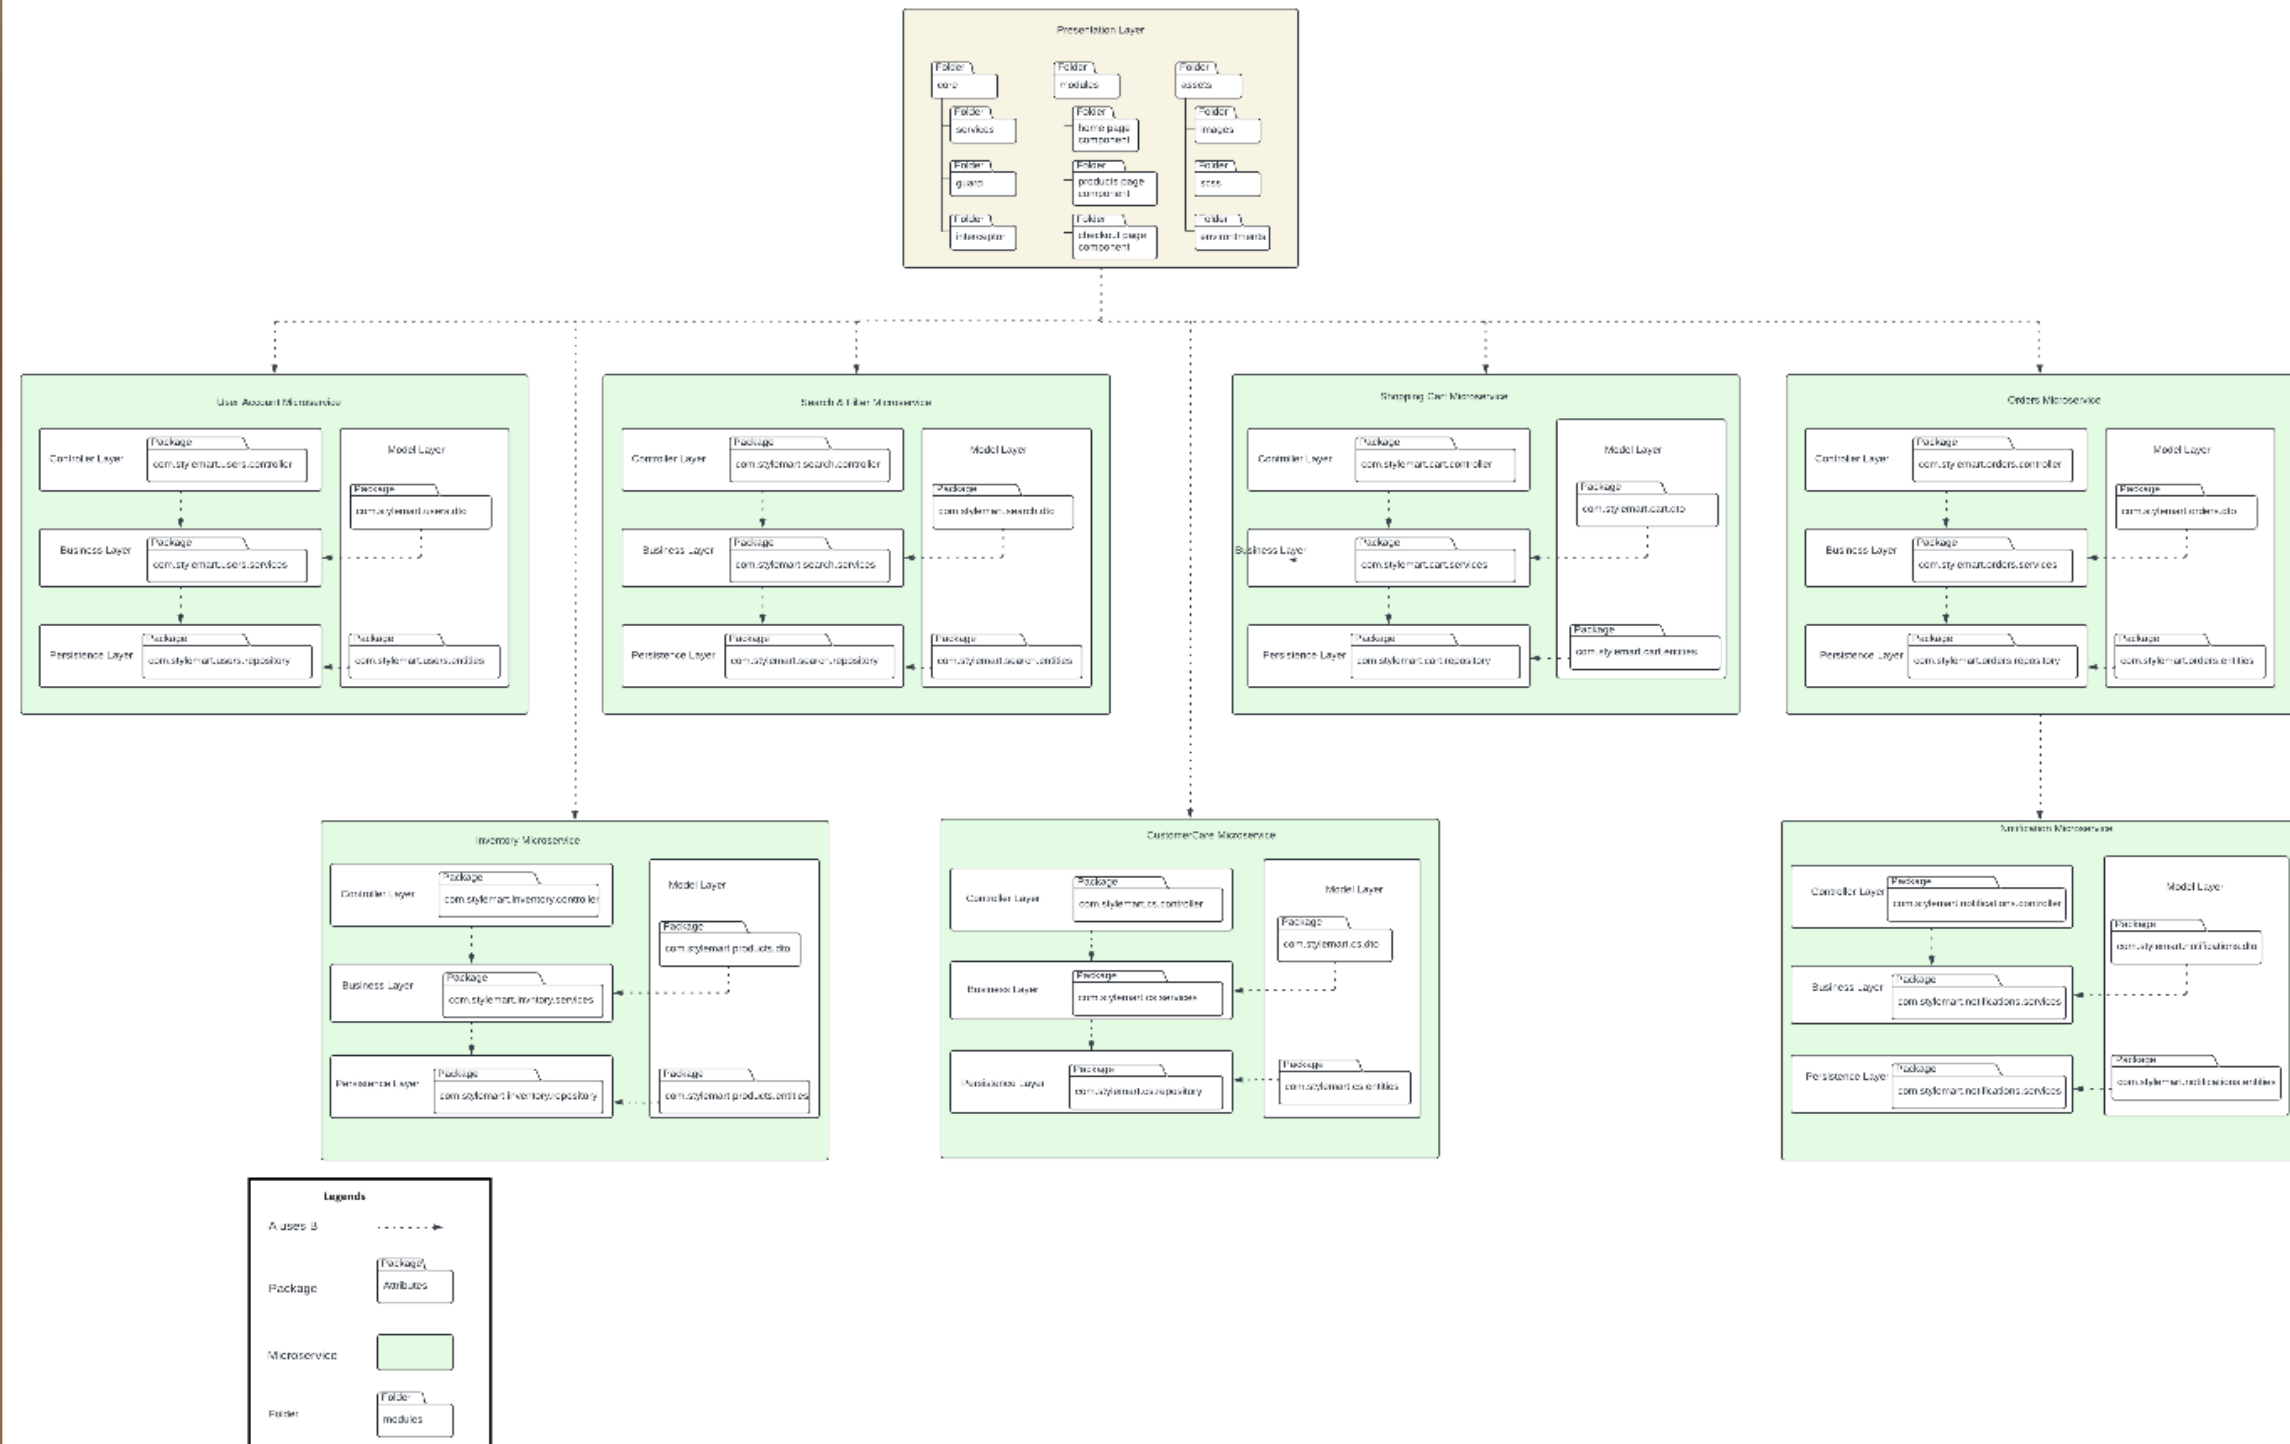 Presentation Layer
Folder
core
Folder
services
Folder
guard
Folder
interceptor
Folder
modules
Folder
home page
component
Folder
products page
component
Folder
checkout page
component
Folder
assets
Folder
images
Folder
scss
Folder
User Account Microservice
Controller Layer
Package
com.stylemart.users.controller
Business Layer
Package
com.stylemart.users.services
Persistence Layer
Package
com.stylemart.users.repository
Model Layer
Package
com.stylemart.users.dto
Package
com.stylemart.users.entities
Search & Filter Microservice
Controller Layer
Package
com.stylemart.search.controller
Business Layer
Package
com.stylemart.search.services
Persistence Layer
Package
com.stylemart.search.repository
Model Layer
Package
com.stylemart.search.dto
Package
com.stylemart.search.entities
Shopping Cart Microservice
Controller Layer
Package
com.stylemart.cart.controller
Business Layer
Package
com.stylemart.cart.services
Persistence Layer
Package
com.stylemart.cart.repository
Model Layer
Package
com.stylemart.cart.dto
Package
com.stylemart.cart.entities
Orders Microservice
Controller Layer
Package
com.stylemart.orders.controller
Business Layer
Package
com.stylemart.orders.services
Persistence Layer
Package
com.stylemart.orders.repository
Model Layer
Package
com.stylemart.orders.dto
Package
com.stylemart.orders.entities
Inventory Microservice
Controller Layer
Package
com.stylemart.inventory.controller
Business Layer
Package
com.stylemart.invntory.services
Persistence Layer
Package
com.stylemart.inventory.repository
Model Layer
Package
com.stylemart.products.dto
Package
com.stylemart.products.entities
CustomerCare Microservice
Controller Layer
Package
com.stylemart.cs.controller
Business Layer
Package
com.stylemart.cs.services
Persistence Layer
Package
com.stylemart.cs.repository
Model Layer
Package
com.stylemart.cs.dto
Package
com.stylemart.cs.entities
Notification Microservice
Controller Layer
Package
com.stylemart.notifications.controller
Business Layer
Package
com.stylemart.notifications.services
Persistence Layer
Package
com.stylemart.notifications.services
Model Layer
Package
com.stylemart.notifications.dto
Package
com.stylemart.notifications.entities
Legends
A uses B
Package
Package
Attributes
Microservice
Folder
Folder
modules